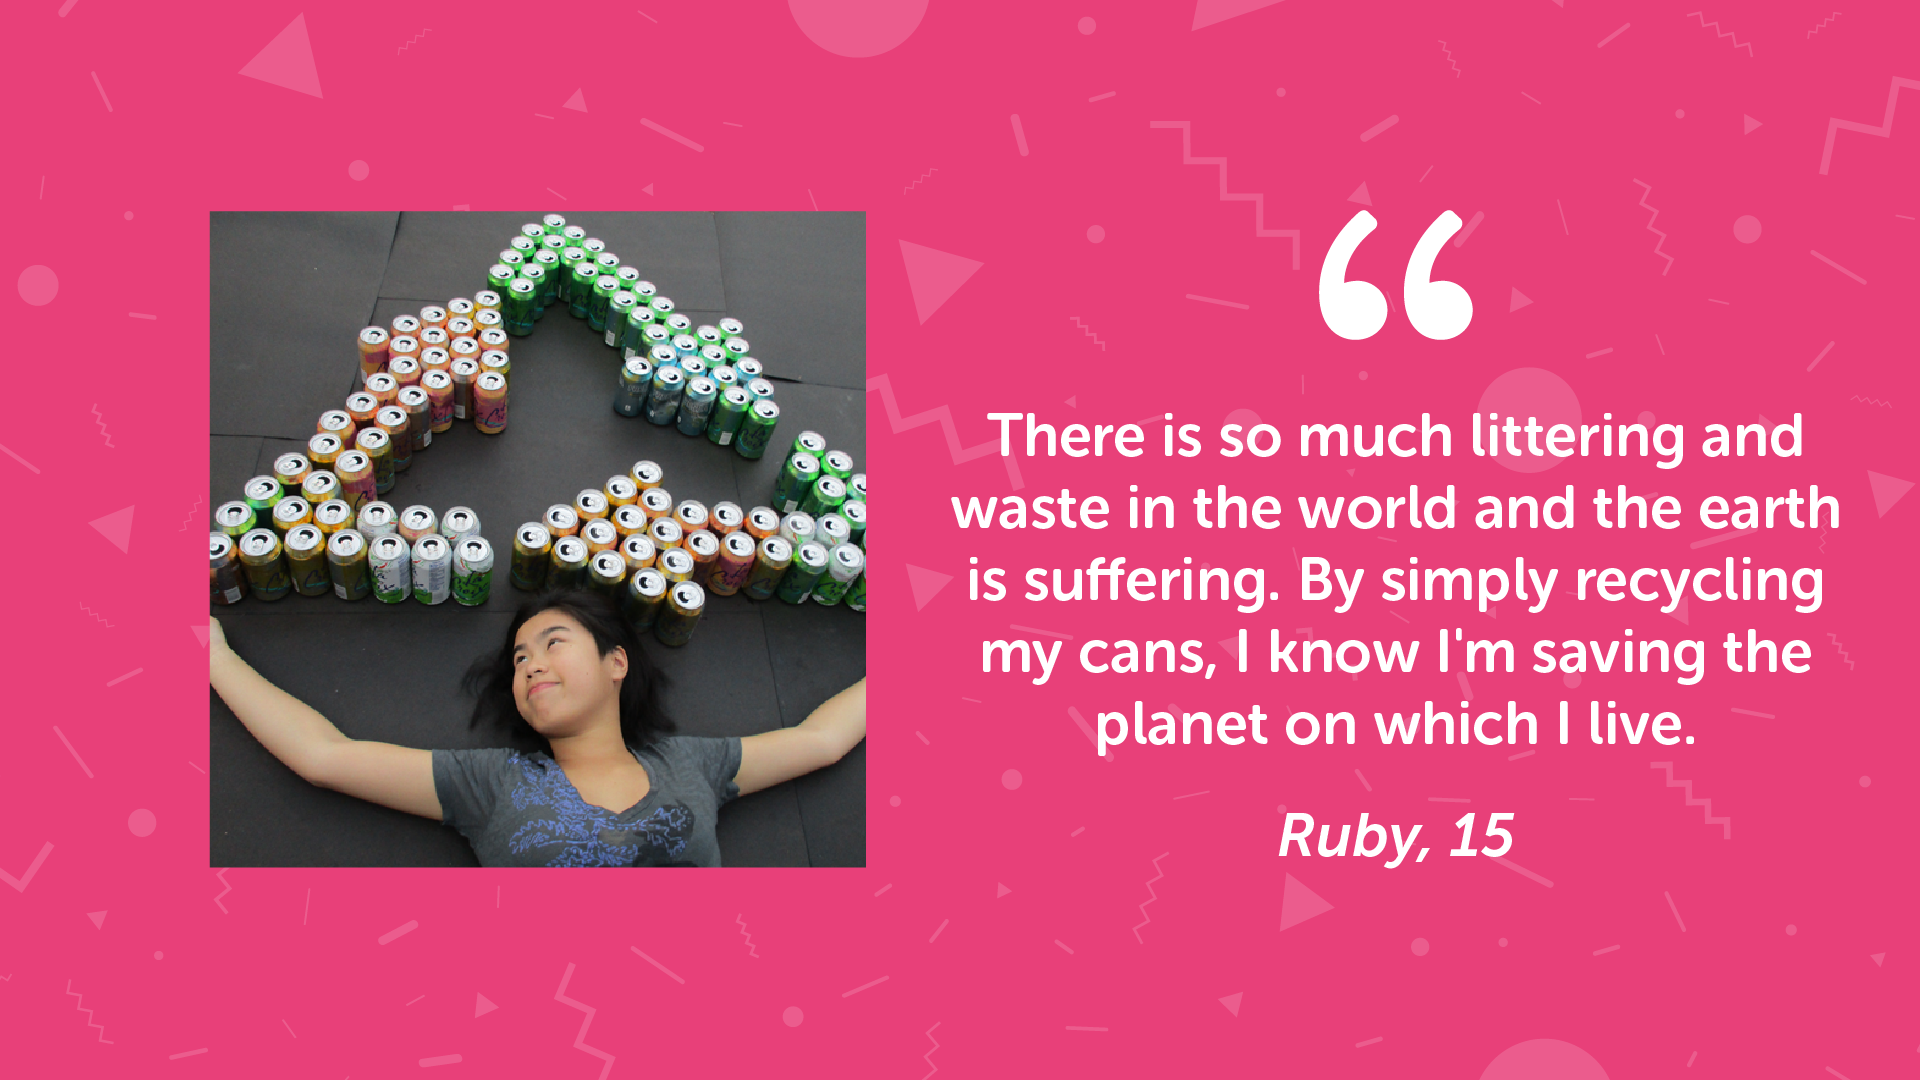 “
There is so much littering and
waste in the world and the earth
is suffering. By simply recycling
my cans, I know I'm saving the
planet on which I live.
Ruby, 15